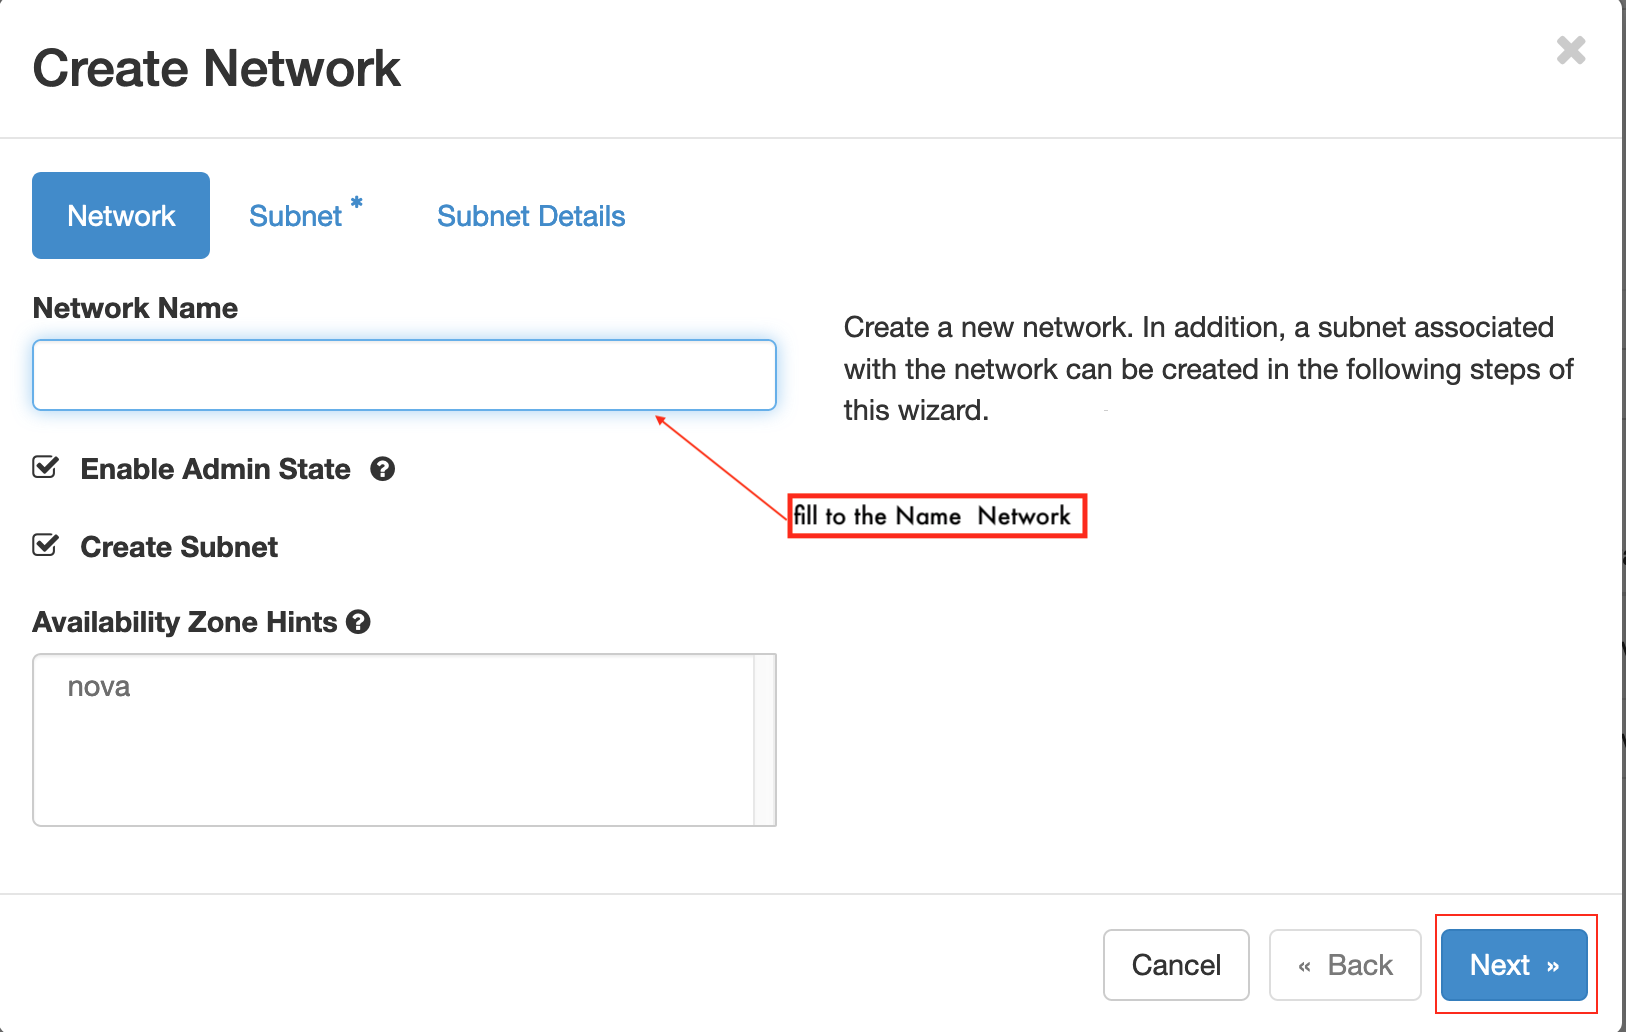 Create Network
Network
Subnet *
Subnet Details
Network Name
Create a new network. In addition, a subnet associated
with the network can be created in the following steps of
this wizard.
Enable Admin State
fill to the Name  Network
Create Subnet
Availability Zone Hints
nova
Cancel
« Back
Next »